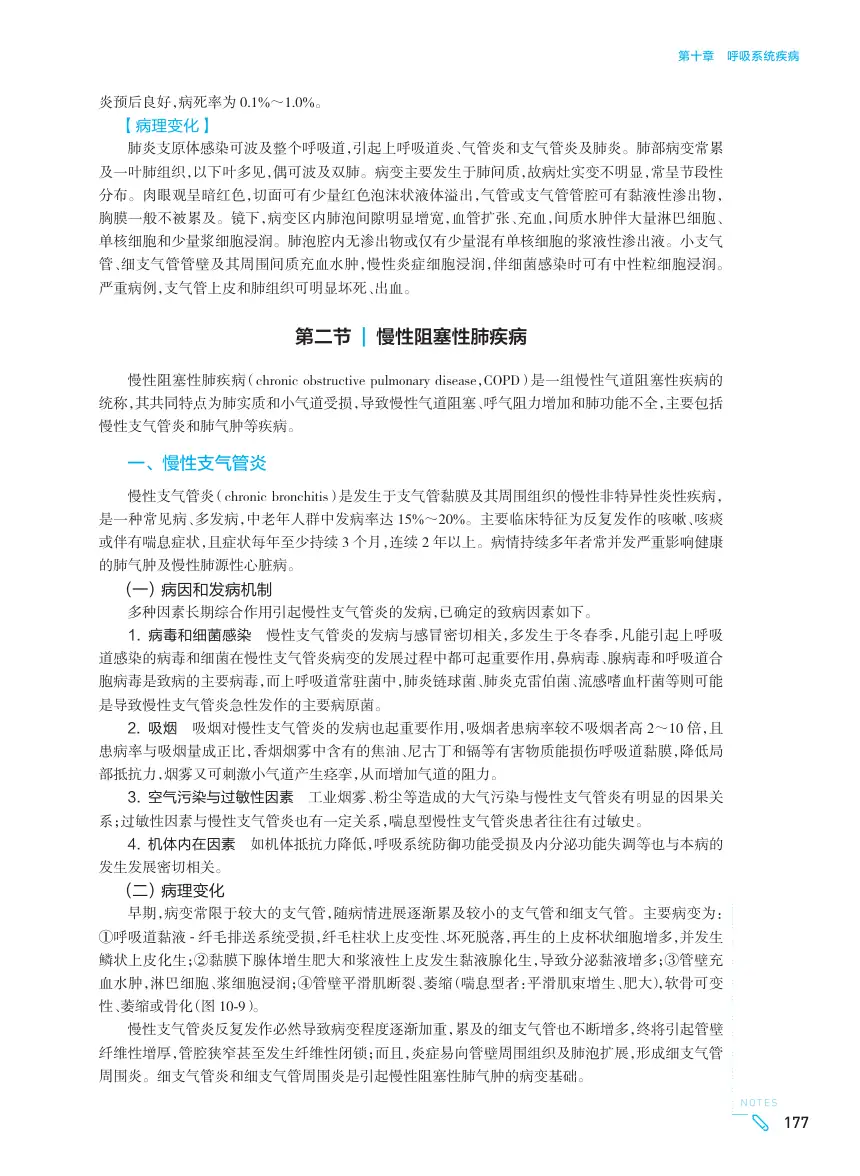 第十章 呼吸系统疾病
炎预后良好,病死率为 0.1%～1.0%。
【病理变化】
肺炎支原体感染可波及整个呼吸道,引起上呼吸道炎、气管炎和支气管炎及肺炎。肺部病变常累
及一叶肺组织,以下叶多见,偶可波及双肺。病变主要发生于肺间质,故病灶实变不明显,常呈节段性
分布。肉眼观呈暗红色,切面可有少量红色泡沫状液体溢出,气管或支气管管腔可有黏液性渗出物,
胸膜一般不被累及。镜下,病变区内肺泡间隙明显增宽,血管扩张、充血,间质水肿伴大量淋巴细胞、
单核细胞和少量浆细胞浸润。肺泡腔内无渗出物或仅有少量混有单核细胞的浆液性渗出液。小支气
管、细支气管管壁及其周围间质充血水肿,慢性炎症细胞浸润,伴细菌感染时可有中性粒细胞浸润。
严重病例,支气管上皮和肺组织可明显坏死、出血。
第二节 | 慢性阻塞性肺疾病
慢性阻塞性肺疾病(chronic obstructive pulmonary disease,COPD)是一组慢性气道阻塞性疾病的
统称,其共同特点为肺实质和小气道受损,导致慢性气道阻塞、呼气阻力增加和肺功能不全,主要包括
慢性支气管炎和肺气肿等疾病。
一、慢性支气管炎
慢性支气管炎(chronic bronchitis)是发生于支气管黏膜及其周围组织的慢性非特异性炎性疾病,
是一种常见病、多发病,中老年人群中发病率达 15%～20%。主要临床特征为反复发作的咳嗽、咳痰
或伴有喘息症状,且症状每年至少持续 3 个月,连续 2 年以上。病情持续多年者常并发严重影响健康
的肺气肿及慢性肺源性心脏病。
(一) 病因和发病机制
多种因素长期综合作用引起慢性支气管炎的发病,已确定的致病因素如下。
1. 病毒和细菌感染 慢性支气管炎的发病与感冒密切相关,多发生于冬春季,凡能引起上呼吸
道感染的病毒和细菌在慢性支气管炎病变的发展过程中都可起重要作用,鼻病毒、腺病毒和呼吸道合
胞病毒是致病的主要病毒,而上呼吸道常驻菌中,肺炎链球菌、肺炎克雷伯菌、流感嗜血杆菌等则可能
是导致慢性支气管炎急性发作的主要病原菌。
2. 吸烟 吸烟对慢性支气管炎的发病也起重要作用,吸烟者患病率较不吸烟者高 2～10 倍,且
患病率与吸烟量成正比,香烟烟雾中含有的焦油、尼古丁和镉等有害物质能损伤呼吸道黏膜,降低局
部抵抗力,烟雾又可刺激小气道产生痉挛,从而增加气道的阻力。
3. 空气污染与过敏性因素 工业烟雾、粉尘等造成的大气污染与慢性支气管炎有明显的因果关
系;过敏性因素与慢性支气管炎也有一定关系,喘息型慢性支气管炎患者往往有过敏史。
4. 机体内在因素 如机体抵抗力降低,呼吸系统防御功能受损及内分泌功能失调等也与本病的
发生发展密切相关。
(二) 病理变化
早期,病变常限于较大的支气管,随病情进展逐渐累及较小的支气管和细支气管。主要病变为:
①呼吸道黏液 - 纤毛排送系统受损,纤毛柱状上皮变性、坏死脱落,再生的上皮杯状细胞增多,并发生
鳞状上皮化生;②黏膜下腺体增生肥大和浆液性上皮发生黏液腺化生,导致分泌黏液增多;③管壁充
血水肿,淋巴细胞、浆细胞浸润;④管壁平滑肌断裂、萎缩(喘息型者:平滑肌束增生、肥大),软骨可变
性、萎缩或骨化(图 10-9)。
慢性支气管炎反复发作必然导致病变程度逐渐加重,累及的细支气管也不断增多,终将引起管壁
纤维性增厚,管腔狭窄甚至发生纤维性闭锁;而且,炎症易向管壁周围组织及肺泡扩展,形成细支气管
周围炎。细支气管炎和细支气管周围炎是引起慢性阻塞性肺气肿的病变基础。
NOTES
177